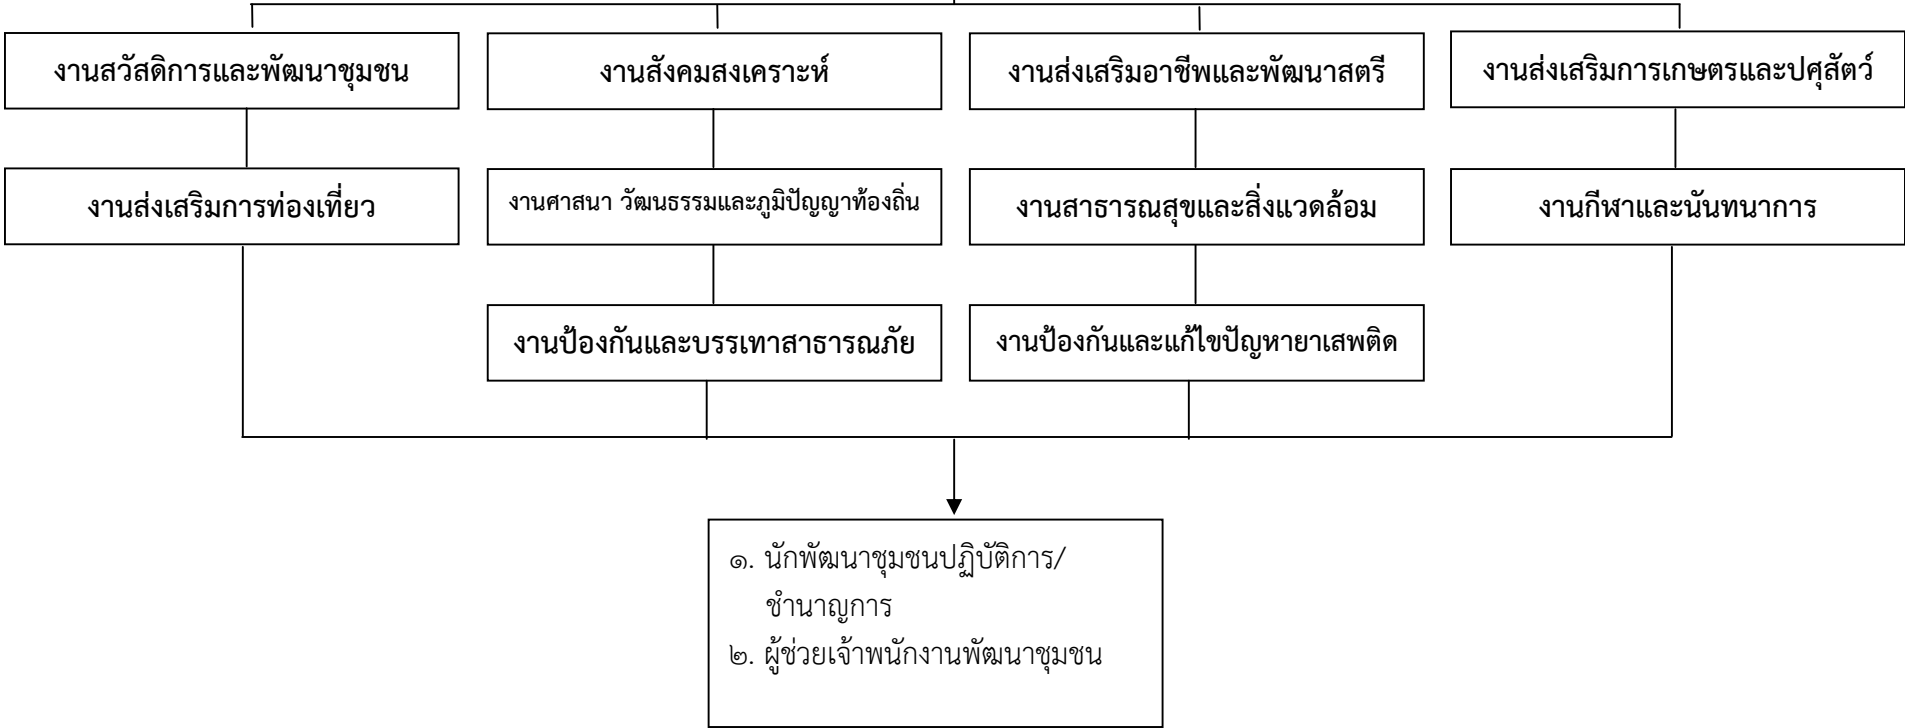 งานสวัสดิการและพัฒนาชุมชน
งานสังคมสงเคราะห์
งานส่งเสริมอาชีพและพัฒนาสตรี
งานส่งเสริมการเกษตรและปศุสัตว์
งานส่งเสริมการท่องเที่ยว
งานศาสนา วัฒนธรรมและภูมิปัญญาท้องถิ่น
งานสาธารณสุขและสิ่งแวดล้อม
งานกีฬาและนันทนาการ
งานป้องกันและบรรเทาสาธารณภัย
งานป้องกันและแก้ไขปัญหายาเสพติด
๑. นักพัฒนาชุมชนปฏิบัติการ/
ชำนาญการ
๒. ผู้ช่วยเจ้าพนักงานพัฒนาชุมชน